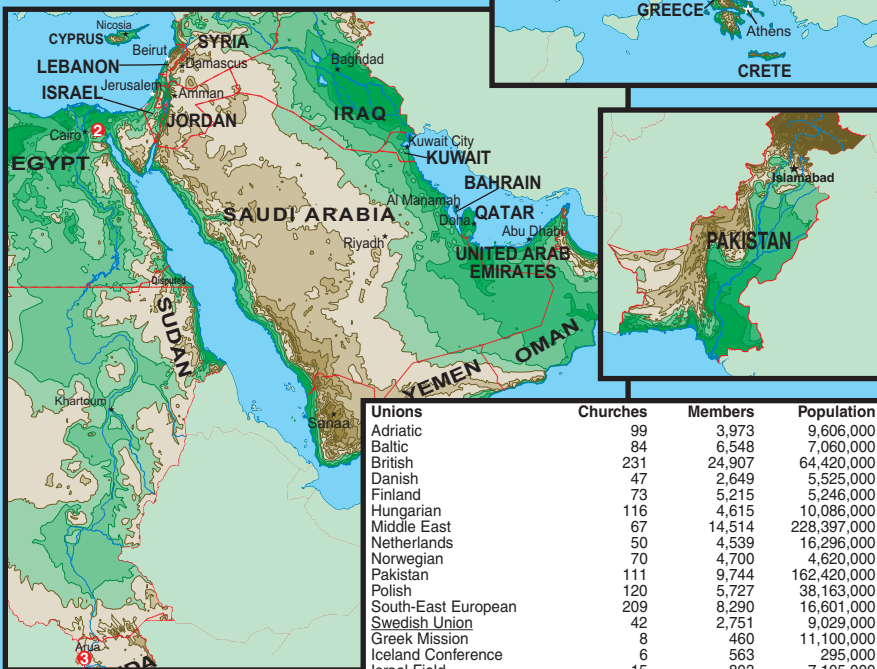 GREECE
Athens
CRETE
Nicosia
CYPRUS
SYRIA
Beirut
LEBANON
Damascus
Baghdad
Jerusalem
ISRAEL
Amman
JORDAN
IRAQ
Cairo
2
EGYPT
Kuwait City
KUWAIT
BAHRAIN
Al Manamah
SAUDI ARABIA
Doha
QATAR
Riyadh
Abu Dhabi
UNITED ARAB
EMIRATES
Islamabad
PAKISTAN
Disputed
SUDAN
OMAN
YEMEN
Khartoum
Sanaa
Arua
3
DA
Unions Churches Members Population
Adriatic 99 3,973 9,606,000
Baltic 84 6,548 7,060,000
British 231 24,907 64,420,000
Danish 47 2,649 5,525,000
Finland 73 5,215 5,246,000
Hungarian 116 4,615 10,086,000
Middle East 67 14,514 228,397,000
Netherlands 50 4,539 16,296,000
Norwegian 70 4,700 4,620,000
Pakistan 111 9,744 162,420,000
Polish 120 5,727 38,163,000
South-East European 209 8,290 16,601,000
Swedish Union 42 2,751 9,029,000
Greek Mission 8 460 11,100,000
Iceland Conference 6 563 295,000
Israel Field 15